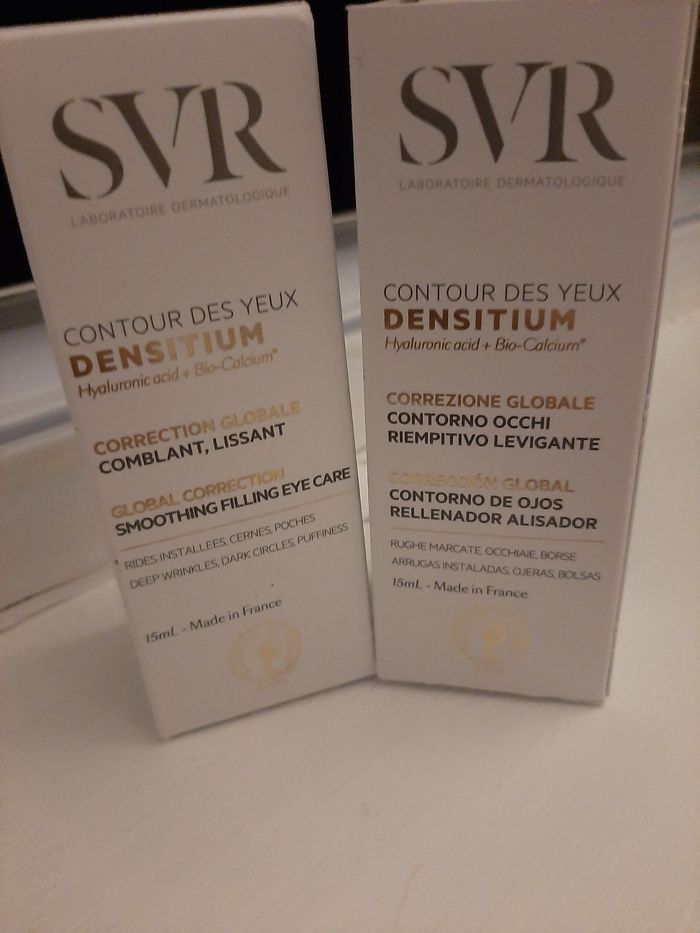 SVR
LABORATOIRE DERMATOLOGIQUE
CONTOUR DES YEUX
DENSITIUM
Hyaluronic acid + Bio-Calcium*
CORRECTION GLOBALE
COMBLANT, LISSANT
GLOBAL CORRECTION
SMOOTHING FILLING EYE CARE
RIDES INSTALLEES, CERNES, POCHES
DEEP WRINKLES, DARK CIRCLES, PUFFINESS
15mL - Made in France
SVR
LABORATOIRE DERMATOLOGIQUE
CONTOUR DES YEUX
DENSITIUM
Hyaluronic acid + Bio-Calcium*
CORREZIONE GLOBALE
CONTORNO OCCHI
RIEMPITIVO LEVIGANTE
CORRECCIÓN GLOBAL
CONTORNO DE OJOS
RELLENADOR ALISADOR
RUGHE MARCATE, OCCHIAIE, BORSE
ARRUGAS INSTALADAS, OJERAS, BOLSAS
15mL - Made in France